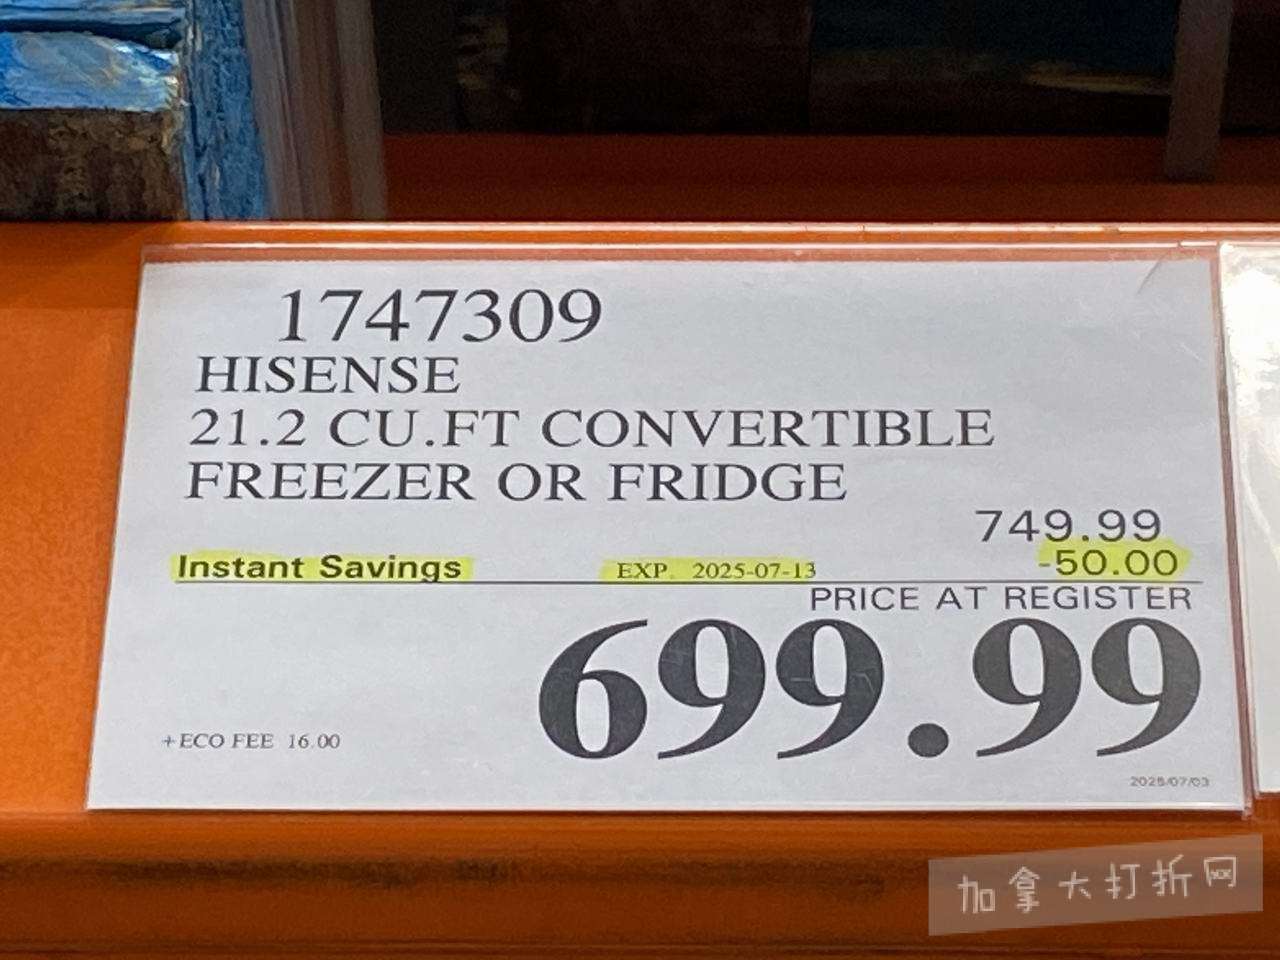 1747309
HISENSE
21.2 CU.FT CONVERTIBLE
FREEZER OR FRIDGE
749.99
Instant Savings EXP. 2025-07-13 -50.00
PRICE AT REGISTER
699.99
+ECO FEE 16.00
2025/07/03
加拿大打折网